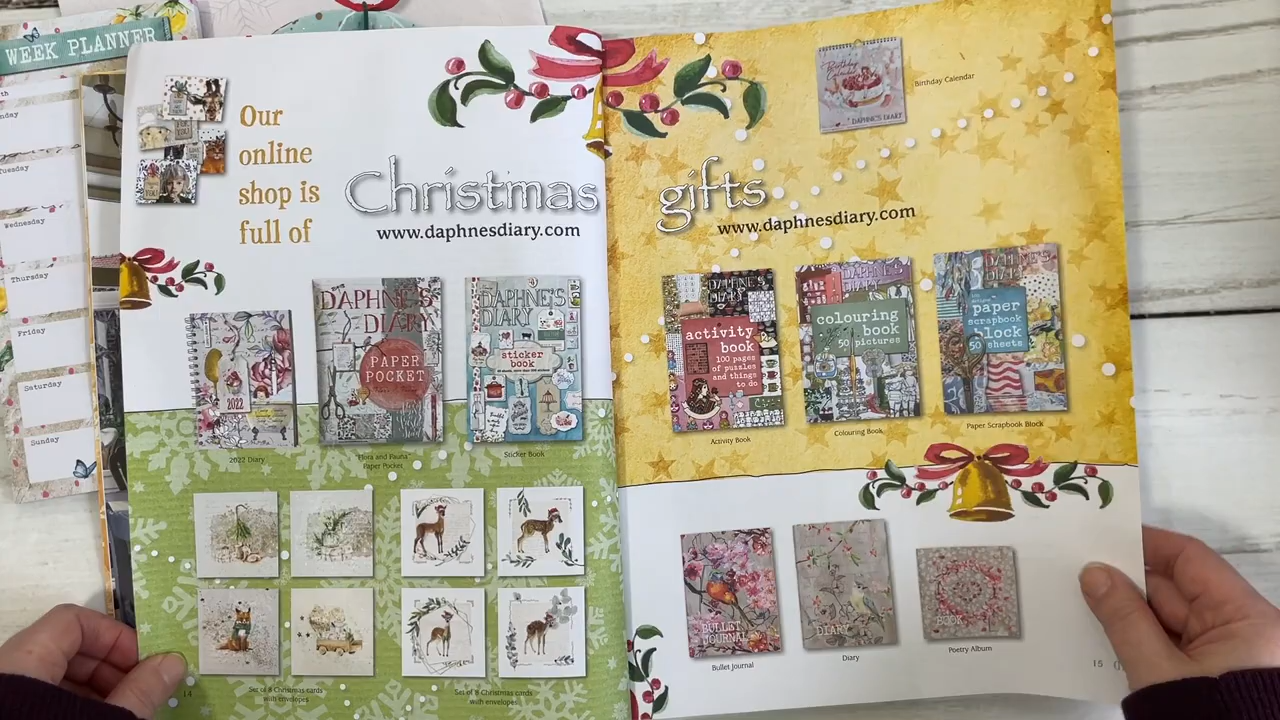 WEEK PLANNER
Tuesday
Wednesday
Thursday
Friday
Saturday
Sunday
Our
online
shop is
full of
Christmas
www.daphnesdiary.com
2022
2022 Diary
DAPHNE'S
DIARY
PAPER
POCKET
Flora and Fauna
Paper Pocket
DAPHNE'S
DIARY
sticker
book
Sticker Book
Set of 8 Christmas cards
with envelopes
Set of 8 Christmas cards
with envelopes
14
Birthday
Calendar
DAPHNE'S DIARY
Birthday Calendar
gifts
www.daphnesdiary.com
DAPHNE'S
DIARY
activity
book
100 pages
of puzzles
and things
to do
Activity Book
colouring
book
50 pictures
Colouring Book
DAPHNE'S
DIARY
paper
scrapbook
block
50 sheets
Paper Scrapbook Block
BULLET
JOURNAL
Bullet Journal
DIARY
Diary
BOOK
Poetry Album
15